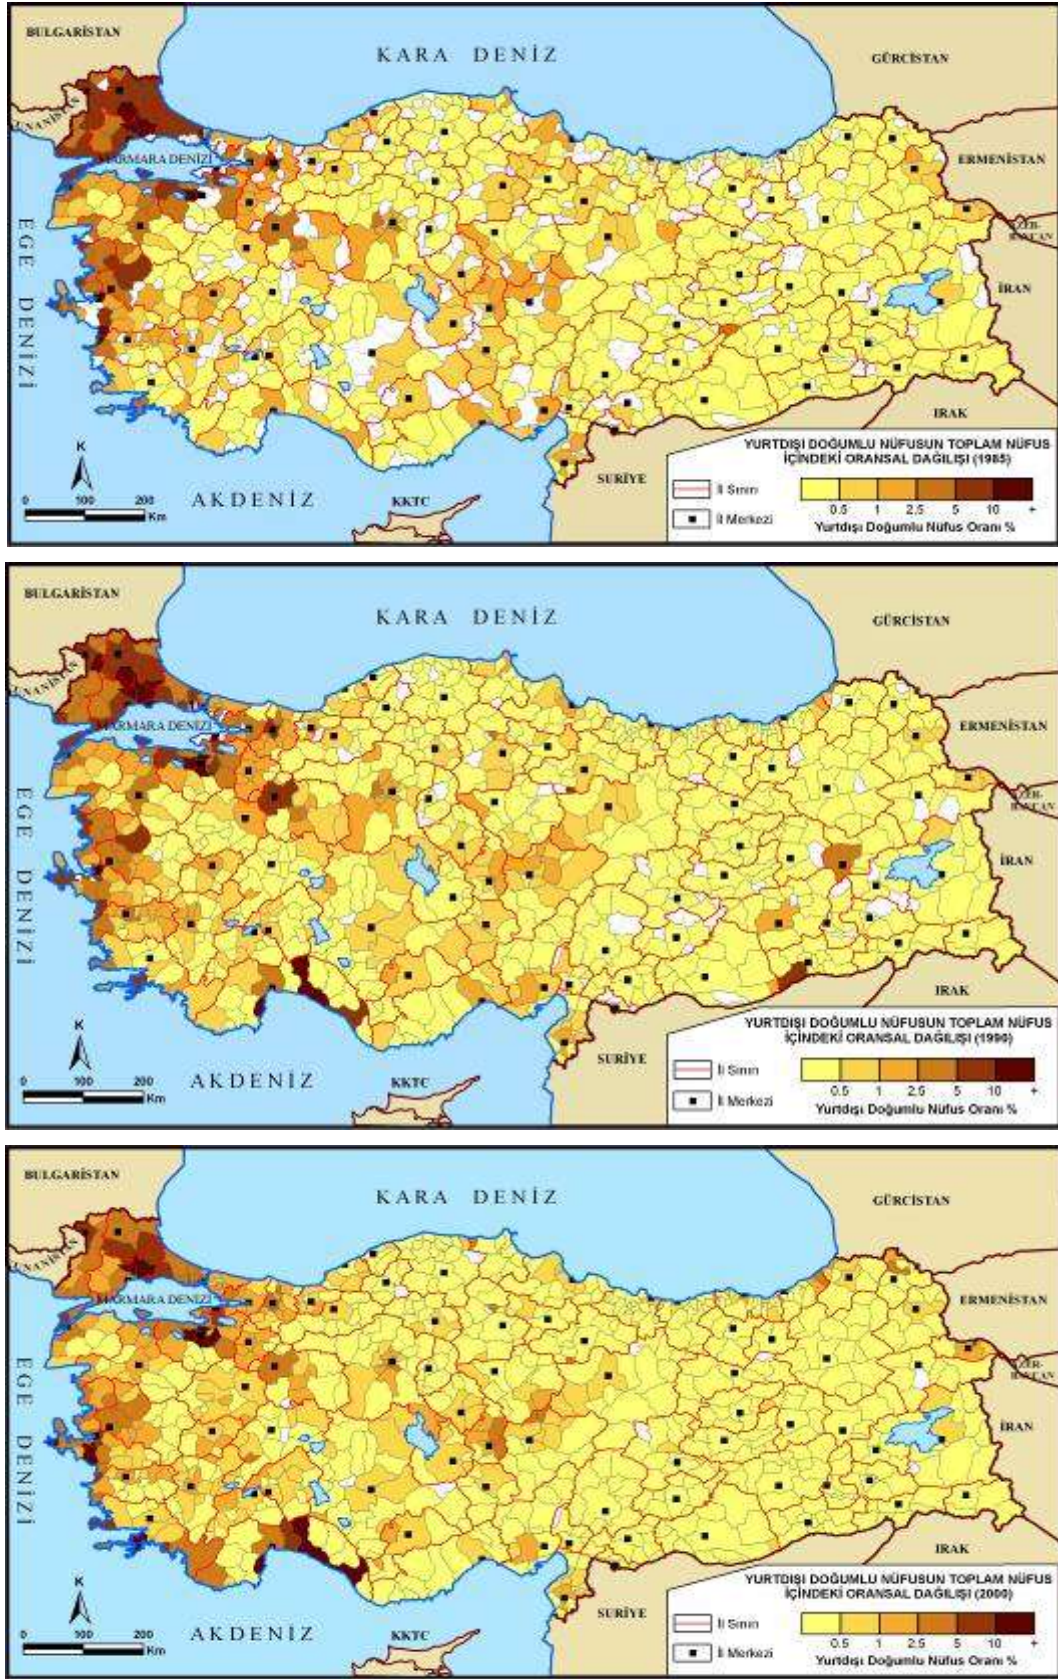 BULGARİSTAN
KARA DENİZ
GÜRCİSTAN
MARMARA DENİZİ
ERMENİSTAN
EGE DENİZİ
İRAN
IRAK
SURİYE
AKDENİZ
KKTC
K
0 100 200
Km
YURTDIŞI DOĞUMLU NÜFUSUN TOPLAM NÜFUS
İÇİNDEKİ ORANSAL DAĞILIŞI (1985)
İl Sınırı
İl Merkezi
0.5 1 2.5 5 10 +
Yurtdışı Doğumlu Nüfus Oranı %
BULGARİSTAN
KARA DENİZ
GÜRCİSTAN
MARMARA DENİZİ
ERMENİSTAN
EGE DENİZİ
İRAN
IRAK
SURİYE
AKDENİZ
KKTC
K
0 100 200
Km
YURTDIŞI DOĞUMLU NÜFUSUN TOPLAM NÜFUS
İÇİNDEKİ ORANSAL DAĞILIŞI (1990)
İl Sınırı
İl Merkezi
0.5 1 2.5 5 10 +
Yurtdışı Doğumlu Nüfus Oranı %
BULGARİSTAN
KARA DENİZ
GÜRCİSTAN
MARMARA DENİZİ
ERMENİSTAN
EGE DENİZİ
İRAN
IRAK
SURİYE
AKDENİZ
KKTC
K
0 100 200
Km
YURTDIŞI DOĞUMLU NÜFUSUN TOPLAM NÜFUS
İÇİNDEKİ ORANSAL DAĞILIŞI (2000)
İl Sınırı
İl Merkezi
0.5 1 2.5 5 10 +
Yurtdışı Doğumlu Nüfus Oranı %